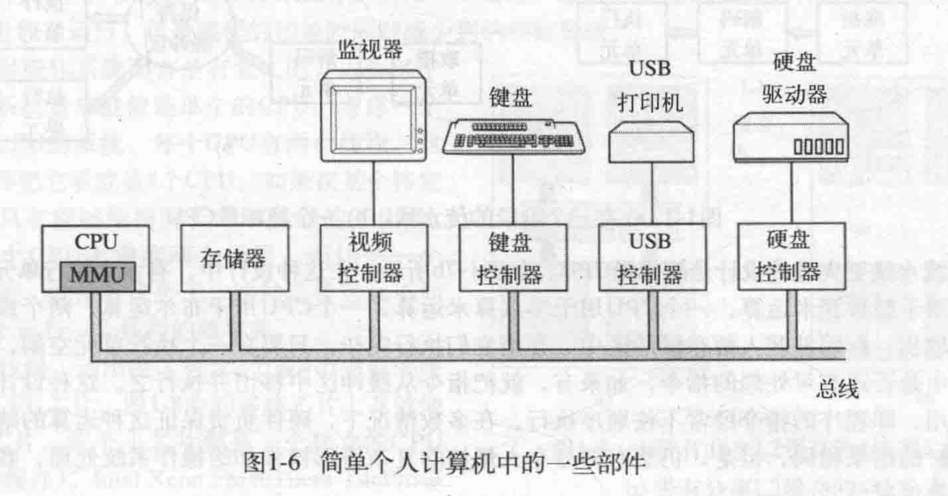 监视器
键盘
USB
打印机
硬盘
驱动器
CPU
MMU
存储器
视频
控制器
键盘
控制器
USB
控制器
硬盘
控制器
总线
图1-6 简单个人计算机中的一些部件